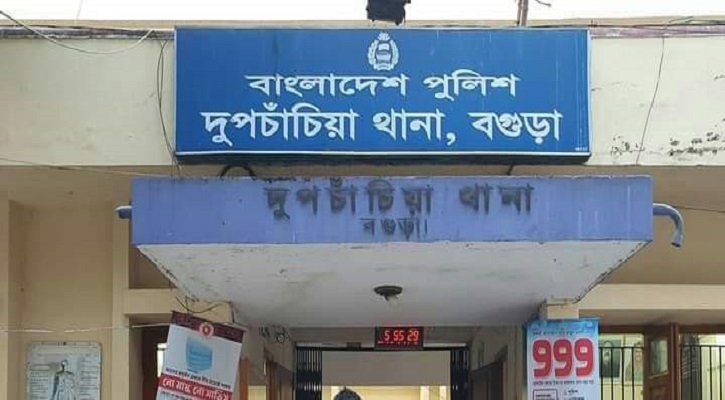 বাংলাদেশ পুলিশ
দুপচাঁচিয়া থানা, বগুড়া
দুপচাঁচিয়া থানা
বগুড়া।
5 55 29
নো মাস্ক নো সার্ভিস
999